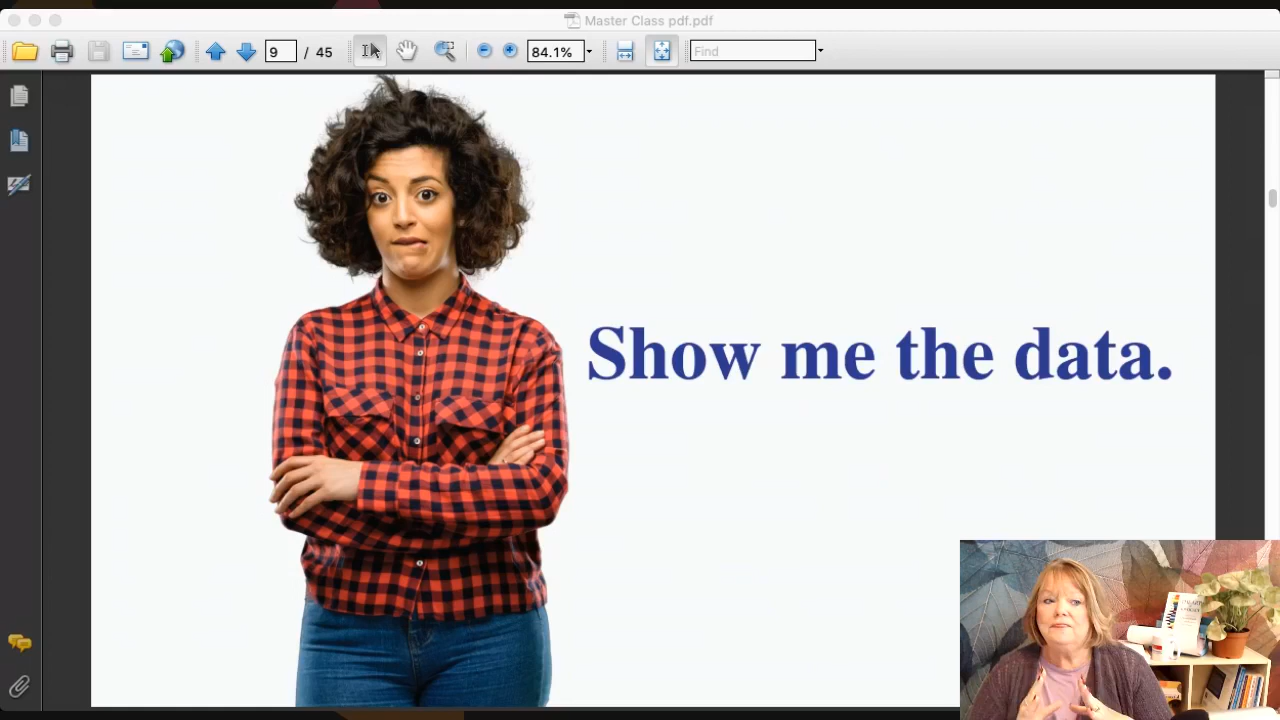 Master Class pdf.pdf
9 / 45
84.1%
Find
Show me the data.